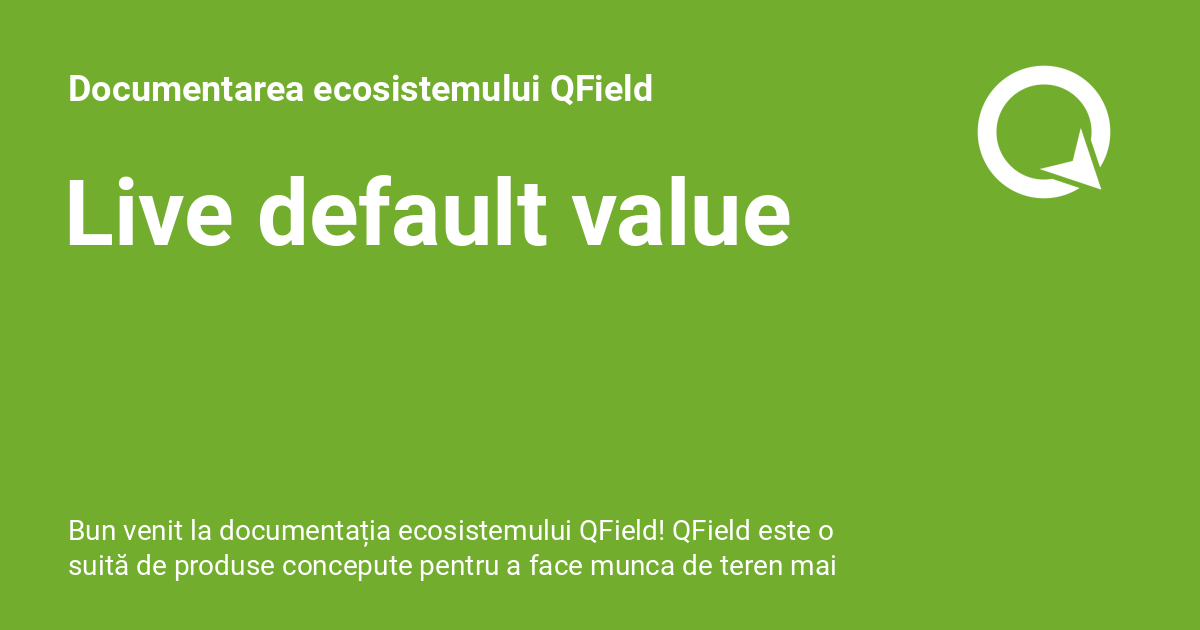 Documentarea ecosistemului QField
Live default value
Bun venit la documentația ecosistemului QField! QField este o
suită de produse concepute pentru a face munca de teren mai